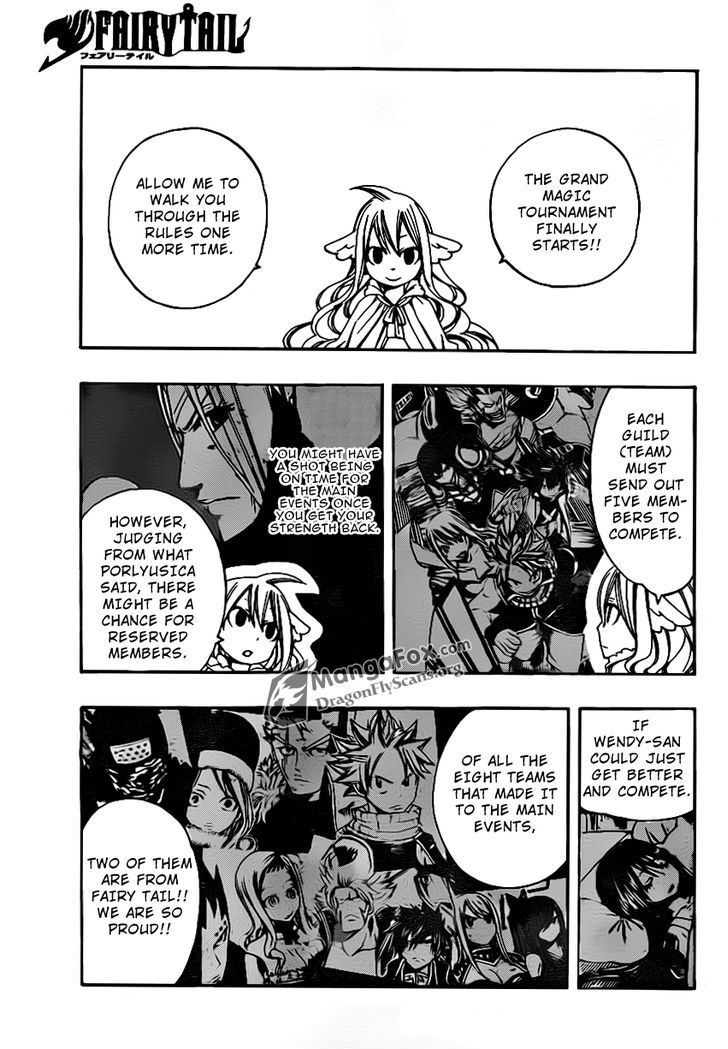 FAIRY TAIL
フェアリーテイル
THE GRAND
MAGIC
TOURNAMENT
FINALLY
STARTS!!
ALLOW ME TO
WALK YOU
THROUGH THE
RULES ONE
MORE TIME.
EACH
GUILD
(TEAM)
MUST
SEND OUT
FIVE MEM-
BERS TO
COMPETE.
YOU MIGHT HAVE
A SHOT BEING
ON TIME FOR
THE MAIN
EVENTS ONCE
YOU GET YOUR
STRENGTH BACK.
HOWEVER,
JUDGING
FROM WHAT
PORLYUSICA
SAID, THERE
MIGHT BE A
CHANCE FOR
RESERVED
MEMBERS.
MangaFox.com
DragonFlyScans.org
IF
WENDY-SAN
COULD JUST
GET BETTER
AND COMPETE.
OF ALL THE
EIGHT TEAMS
THAT MADE IT
TO THE MAIN
EVENTS,
TWO OF THEM
ARE FROM
FAIRY TAIL!!
WE ARE SO
PROUD!!